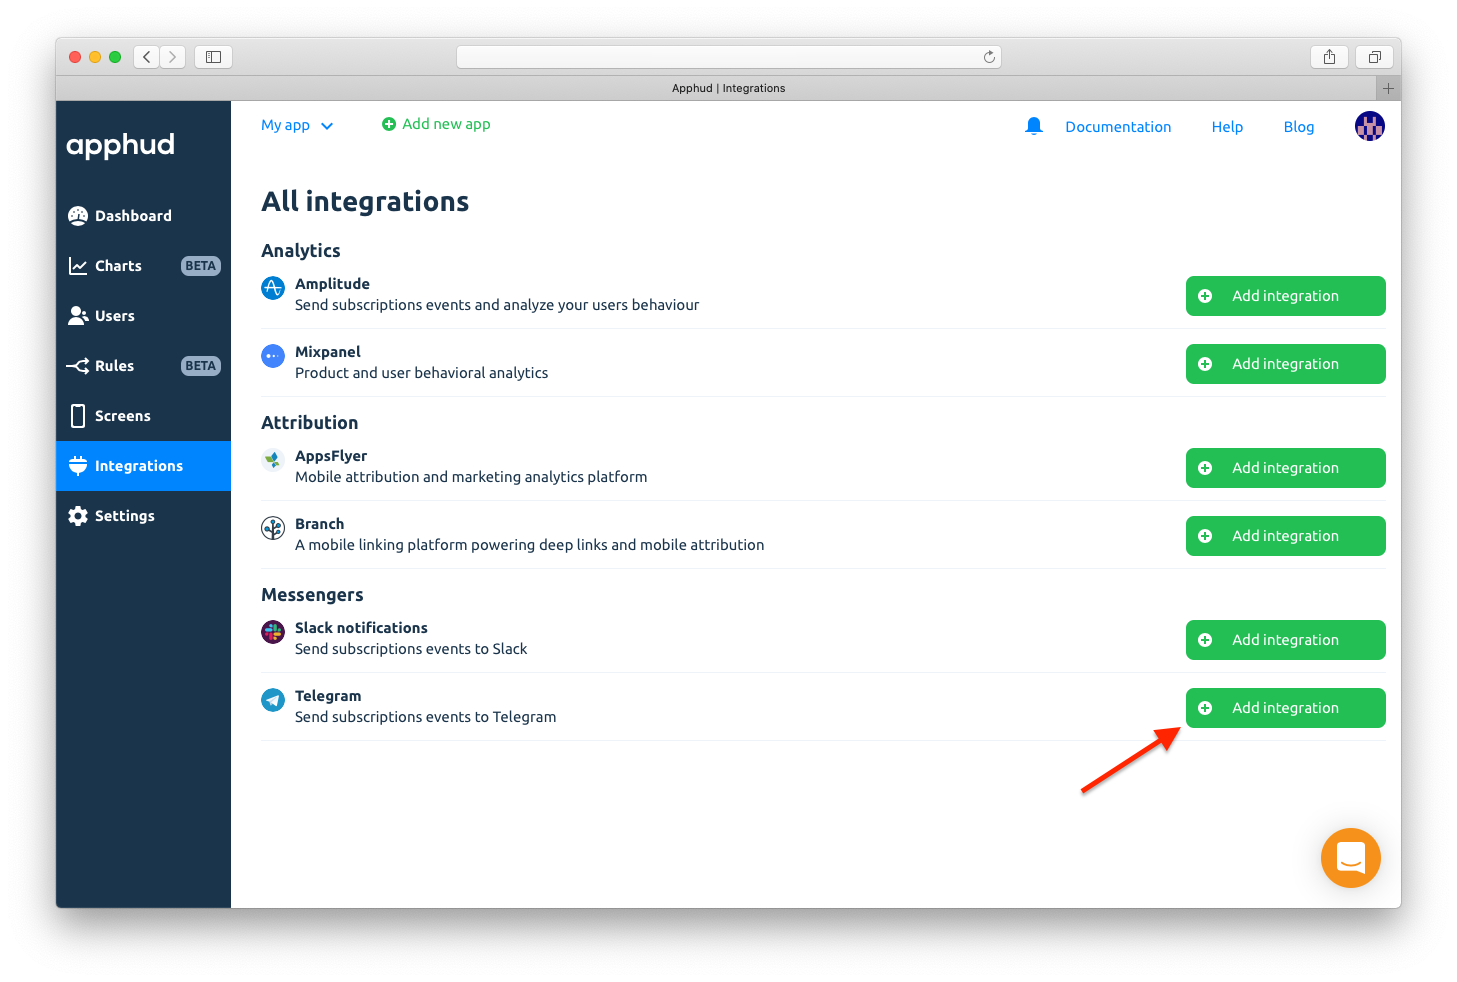 Apphud | Integrations
apphud
My app
Add new app
Documentation
Help
Blog
Dashboard
Charts BETA
Users
Rules BETA
Screens
Integrations
Settings
All integrations
Analytics
Amplitude
Send subscriptions events and analyze your users behaviour
Add integration
Mixpanel
Product and user behavioral analytics
Add integration
Attribution
AppsFlyer
Mobile attribution and marketing analytics platform
Add integration
Branch
A mobile linking platform powering deep links and mobile attribution
Add integration
Messengers
Slack notifications
Send subscriptions events to Slack
Add integration
Telegram
Send subscriptions events to Telegram
Add integration